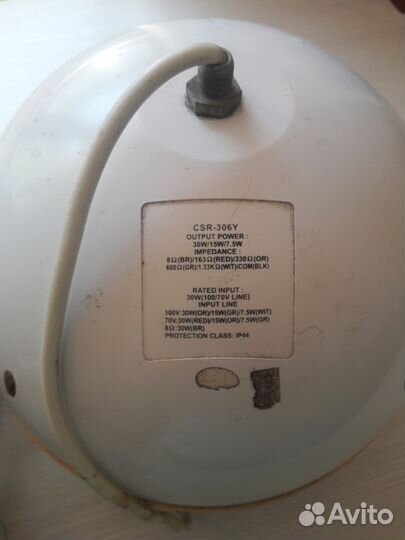 CSR-306Y
OUTPUT POWER :
30W/15W/7.5W
IMPEDANCE :
8Ω(BR)/163Ω(RED)/330Ω(OR)
660Ω(GR)/1.33KΩ(WIT)/COM(BLK)
RATED INPUT :
30W(100/70V LINE)
INPUT LINE
100V:30W(OR)/15W(GR)/7.5W(WIT)
70V:30W(RED)/15W(OR)/7.5W(GR)
8Ω:30W(BR)
PROTECTION CLASS: IP44
Avito